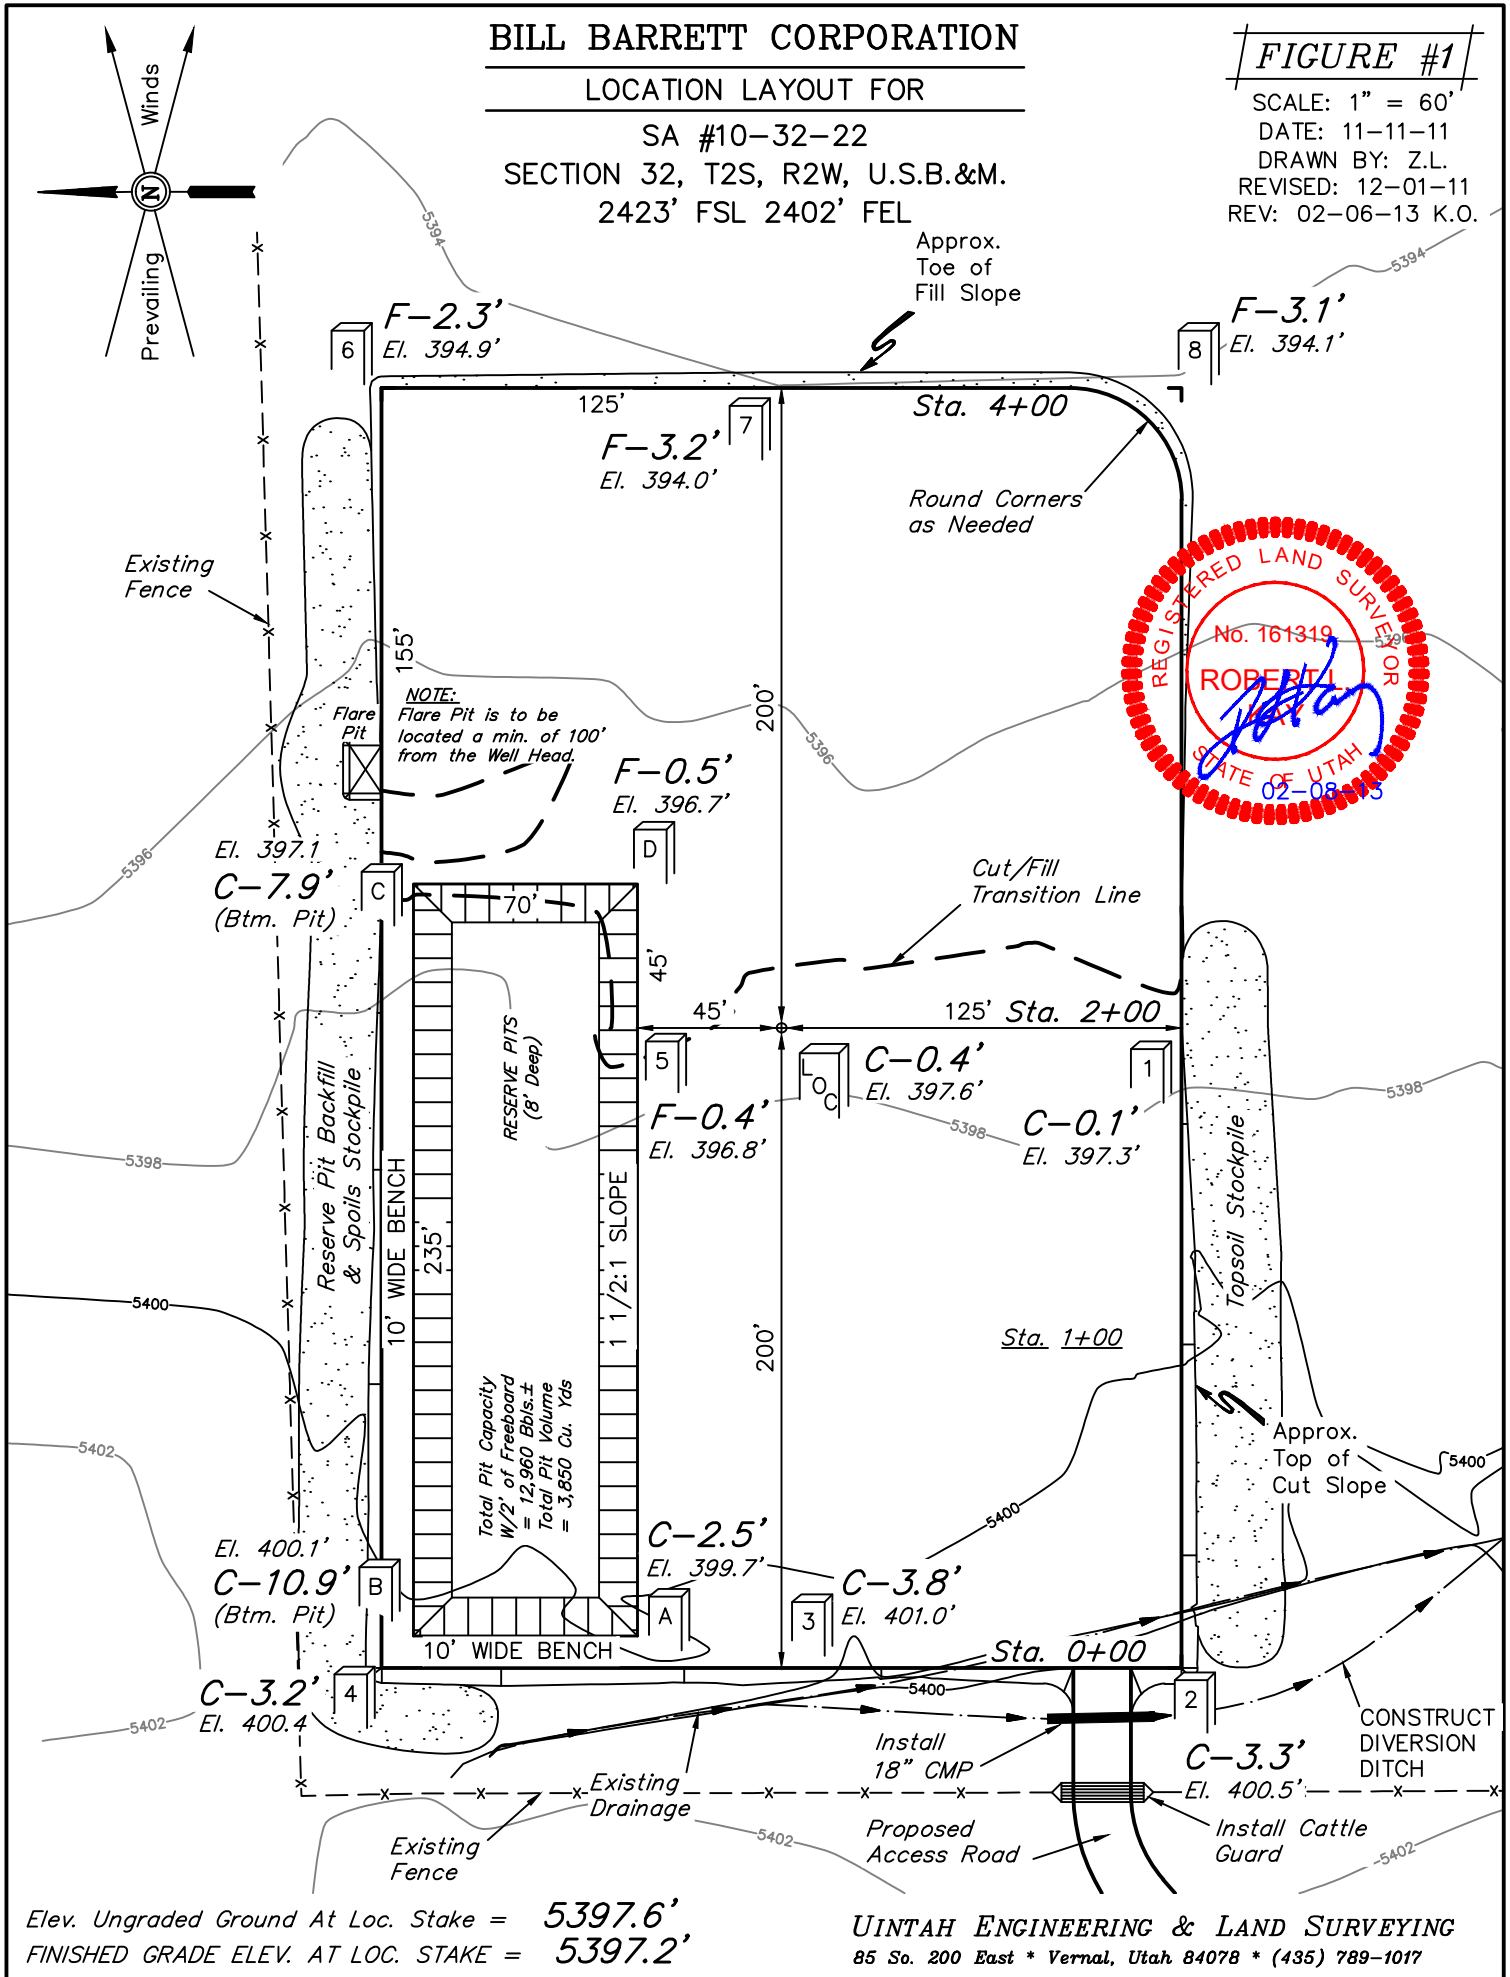 BILL BARRETT CORPORATION
LOCATION LAYOUT FOR
SA #10-32-22
SECTION 32, T2S, R2W, U.S.B.&M.
2423' FSL 2402' FEL
FIGURE #1
SCALE: 1" = 60'
DATE: 11-11-11
DRAWN BY: Z.L.
REVISED: 12-01-11
REV: 02-06-13 K.O.
Winds
N
Prevailing
5394
5394
Approx.
Toe of
Fill Slope
F-2.3'
El. 394.9'
6
F-3.1'
El. 394.1'
8
125'
7
Sta. 4+00
F-3.2'
El. 394.0'
Round Corners
as Needed
Existing
Fence
REGISTERED LAND SURVEYOR
No. 161319
ROBERT L.
KAY
STATE OF UTAH
02-08-13
5396
155'
200'
NOTE:
Flare Pit is to be
located a min. of 100'
from the Well Head.
Flare
Pit
5396
F-0.5'
El. 396.7'
D
El. 397.1
C-7.9'
(Btm. Pit)
C
5396
70'
Cut/Fill
Transition Line
45'
45'
125'
Sta. 2+00
RESERVE PITS
(8' Deep)
5
LOC
C-0.4'
El. 397.6'
1
F-0.4'
El. 396.8'
5398
C-0.1'
El. 397.3'
5398
5398
Reserve Pit Backfill
& Spoils Stockpile
10' WIDE BENCH
235'
1 1/2:1 SLOPE
Topsoil Stockpile
5400
200'
Sta. 1+00
Total Pit Capacity
W/2' of Freeboard
= 12,960 Bbls.±
Total Pit Volume
= 3,850 Cu. Yds
Approx.
Top of
Cut Slope
5402
5400
5400
El. 400.1'
C-10.9'
(Btm. Pit)
B
C-2.5'
El. 399.7'
A
C-3.8'
El. 401.0'
3
10' WIDE BENCH
Sta. 0+00
C-3.2'
El. 400.4
4
5402
5400
2
Install
18" CMP
C-3.3'
El. 400.5'
CONSTRUCT
DIVERSION
DITCH
Existing
Drainage
Existing
Fence
5402
Proposed
Access Road
Install Cattle
Guard
5402
Elev. Ungraded Ground At Loc. Stake = 5397.6'
FINISHED GRADE ELEV. AT LOC. STAKE = 5397.2'
UINTAH ENGINEERING & LAND SURVEYING
85 So. 200 East * Vernal, Utah 84078 * (435) 789-1017